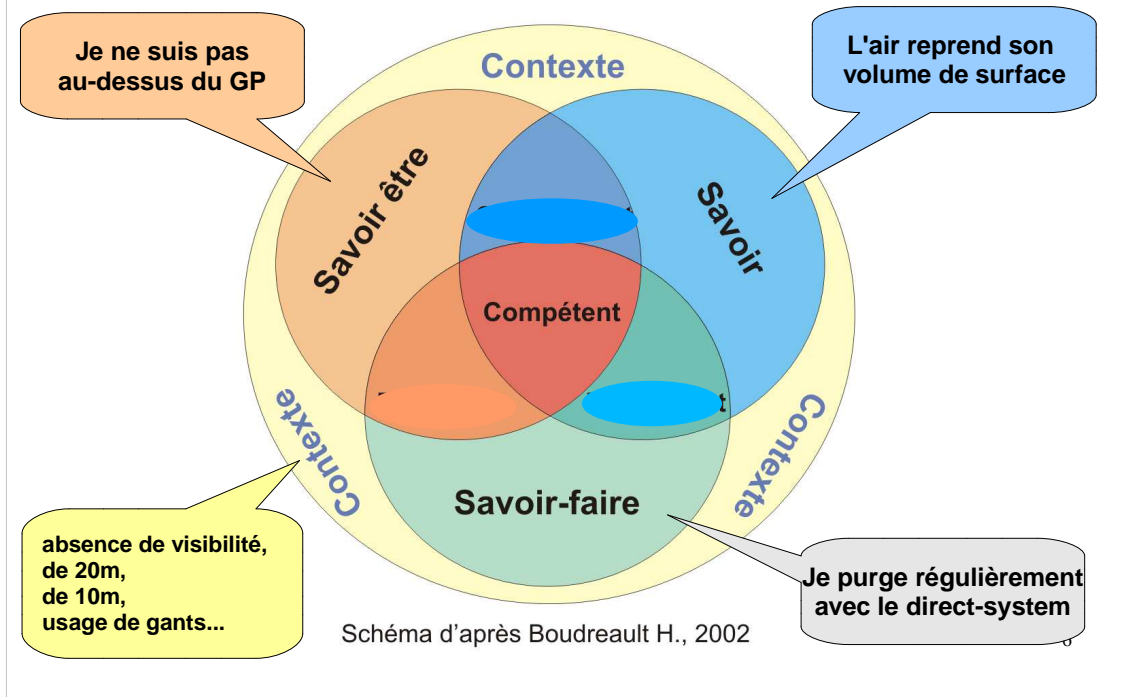 Je ne suis pas
au-dessus du GP
Contexte
L'air reprend son
volume de surface
Savoir être
Savoir
Compétent
Contexte
Contexte
Savoir-faire
absence de visibilité,
de 20m,
de 10m,
usage de gants...
Je purge régulièrement
avec le direct-system
Schéma d'après Boudreault H., 2002